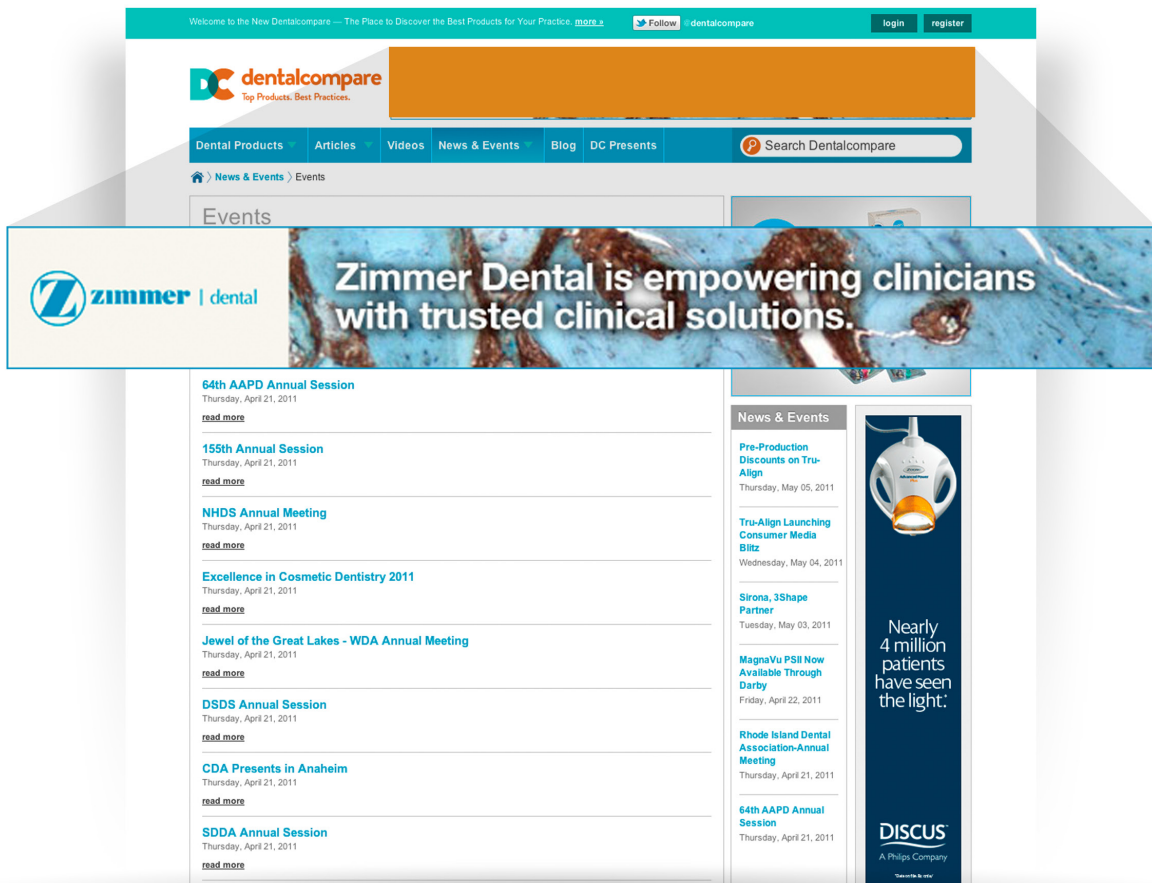 Welcome to the New Dentalcompare — The Place to Discover the Best Products for Your Practice. more »
Follow @dentalcompare
login
register
DC dentalcompare
Top Products. Best Practices.
Dental Products
Articles
Videos
News & Events
Blog
DC Presents
Search Dentalcompare
News & Events 〉 Events
Events
Z zimmer | dental
Zimmer Dental is empowering clinicians
with trusted clinical solutions.
64th AAPD Annual Session
Thursday, April 21, 2011
read more
155th Annual Session
Thursday, April 21, 2011
read more
NHDS Annual Meeting
Thursday, April 21, 2011
read more
Excellence in Cosmetic Dentistry 2011
Thursday, April 21, 2011
read more
Jewel of the Great Lakes - WDA Annual Meeting
Thursday, April 21, 2011
read more
DSDS Annual Session
Thursday, April 21, 2011
read more
CDA Presents in Anaheim
Thursday, April 21, 2011
read more
SDDA Annual Session
Thursday, April 21, 2011
read more
News & Events
Pre-Production
Discounts on Tru-
Align
Thursday, May 05, 2011
Tru-Align Launching
Consumer Media
Blitz
Wednesday, May 04, 2011
Sirona, 3Shape
Partner
Tuesday, May 03, 2011
MagnaVu PSII Now
Available Through
Darby
Friday, April 22, 2011
Rhode Island Dental
Association-Annual
Meeting
Thursday, April 21, 2011
64th AAPD Annual
Session
Thursday, April 21, 2011
Nearly
4 million
patients
have seen
the light.*
DISCUS
A Philips Company